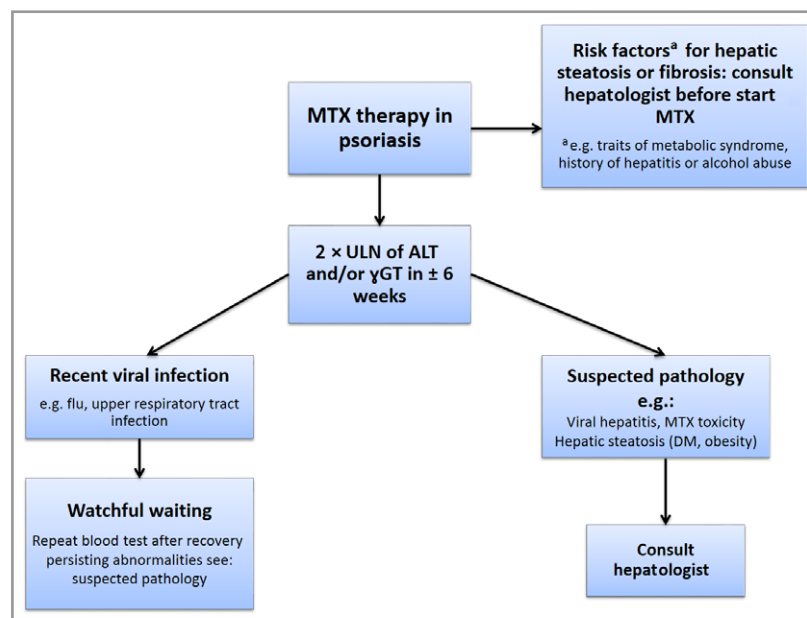 Risk factorsᵃ for hepatic
steatosis or fibrosis: consult
hepatologist before start
MTX
ᵃ e.g. traits of metabolic syndrome,
history of hepatitis or alcohol abuse
MTX therapy in
psoriasis
2 × ULN of ALT
and/or ɣGT in ± 6
weeks
Recent viral infection
e.g. flu, upper respiratory tract
infection
Suspected pathology
e.g.:
Viral hepatitis, MTX toxicity
Hepatic steatosis (DM, obesity)
Watchful waiting
Repeat blood test after recovery
persisting abnormalities see:
suspected pathology
Consult
hepatologist